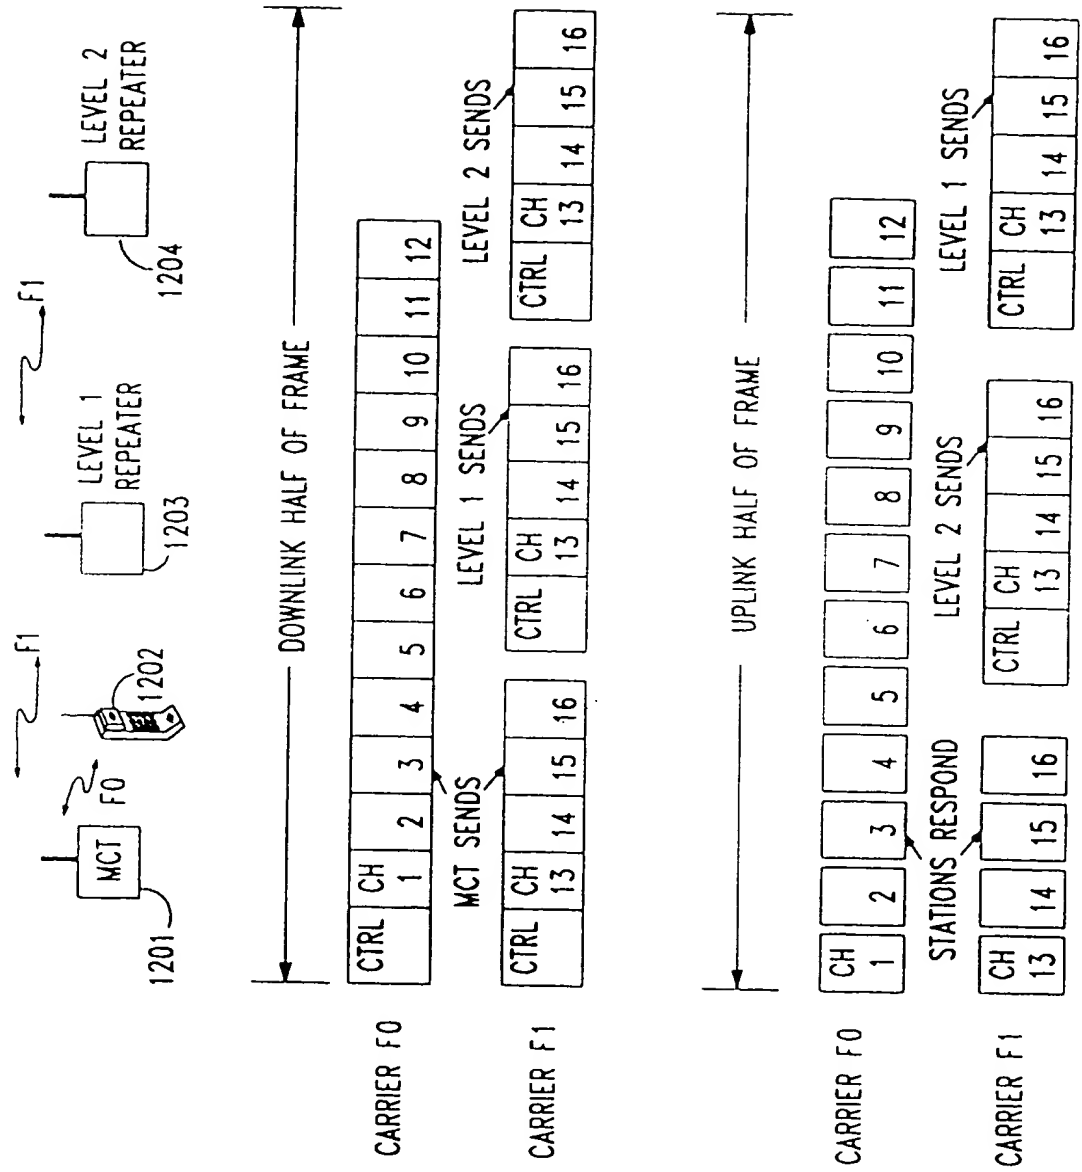 MCT
1201
F0
1202
F1
LEVEL 1
REPEATER
1203
F1
LEVEL 2
REPEATER
1204
DOWNLINK HALF OF FRAME
CARRIER F0
CTRL CH 1 2 3 4 5 6 7 8 9 10 11 12
MCT SENDS
LEVEL 1 SENDS
LEVEL 2 SENDS
CARRIER F1
CTRL CH 13 14 15 16
CTRL CH 13 14 15 16
CTRL CH 13 14 15 16
UPLINK HALF OF FRAME
CARRIER F0
CH 1 2 3 4 5 6 7 8 9 10 11 12
STATIONS RESPOND
LEVEL 2 SENDS
LEVEL 1 SENDS
CARRIER F1
CH 13 14 15 16
CTRL CH 13 14 15 16
CTRL CH 13 14 15 16